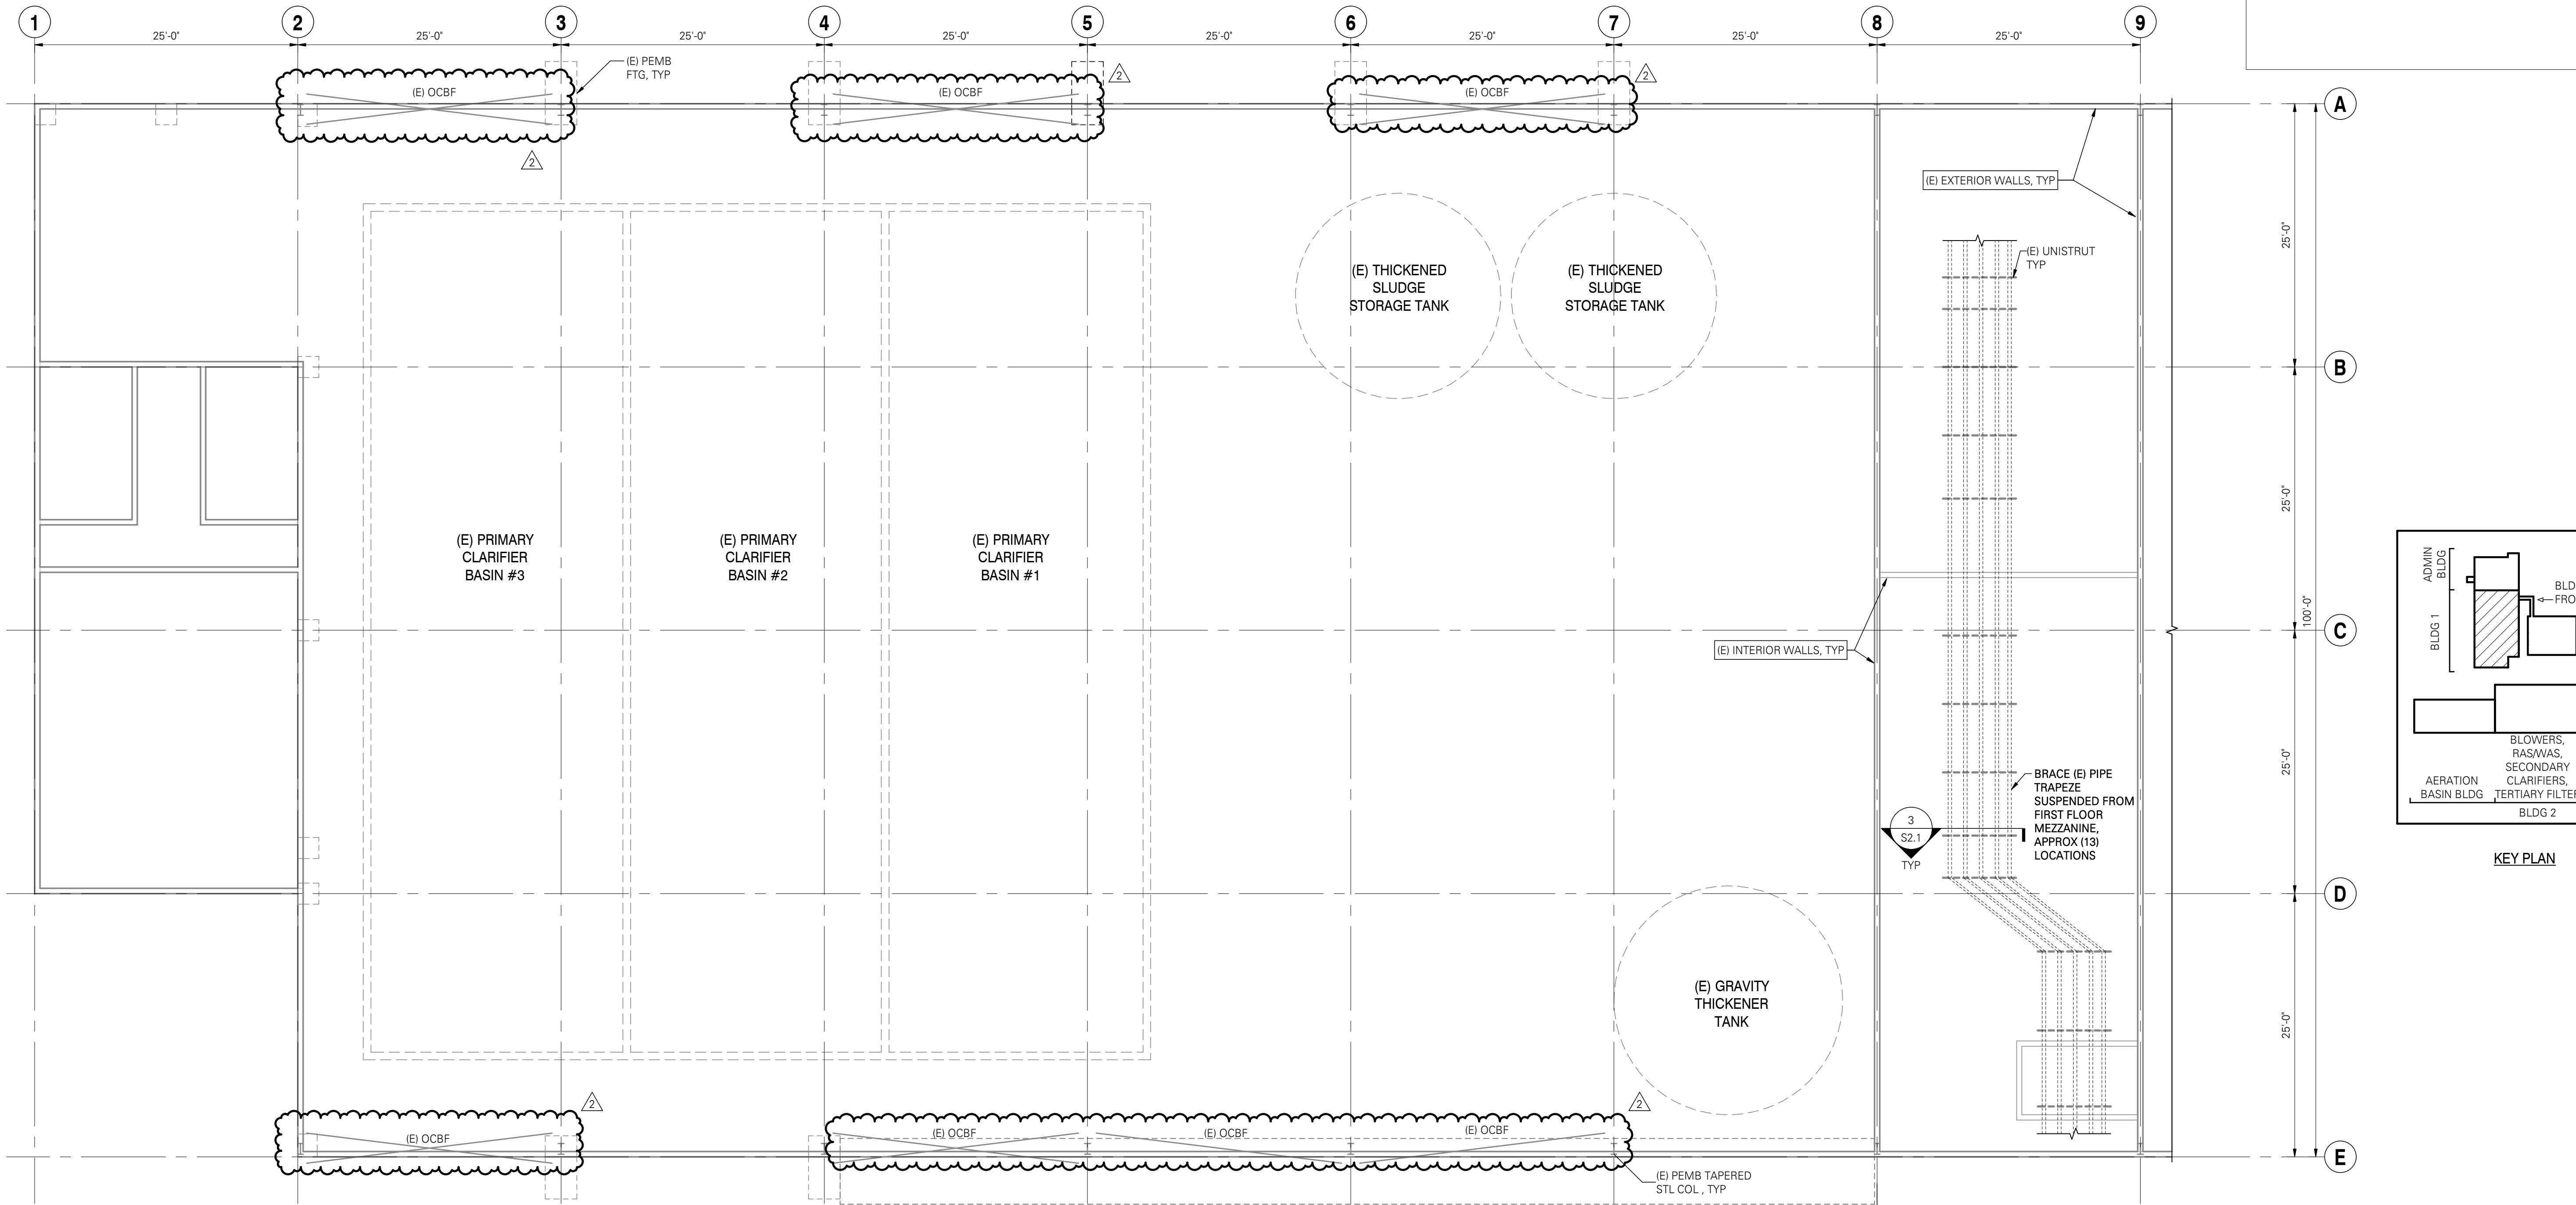 1 2 3 4 5 6 7 8 9
25'-0" 25'-0" 25'-0" 25'-0" 25'-0" 25'-0" 25'-0" 25'-0"
(E) PEMB
FTG, TYP
2
2
(E) OCBF
(E) OCBF
(E) OCBF
A
2
(E) EXTERIOR WALLS, TYP
25'-0"
(E) UNISTRUT
TYP
(E) THICKENED
SLUDGE
STORAGE TANK
(E) THICKENED
SLUDGE
STORAGE TANK
B
25'-0"
(E) PRIMARY
CLARIFIER
BASIN #3
(E) PRIMARY
CLARIFIER
BASIN #2
(E) PRIMARY
CLARIFIER
BASIN #1
100'-0"
C
(E) INTERIOR WALLS, TYP
25'-0"
BRACE (E) PIPE
TRAPEZE
SUSPENDED FROM
FIRST FLOOR
MEZZANINE,
APPROX (13)
LOCATIONS
3
S2.1
TYP
D
(E) GRAVITY
THICKENER
TANK
25'-0"
2
2
(E) OCBF
(E) OCBF
(E) OCBF
(E) OCBF
E
(E) PEMB TAPERED
STL COL , TYP
ADMIN
BLDG
BLDG 1
BLD
FRO
BLOWERS,
RAS/WAS,
SECONDARY
CLARIFIERS,
TERTIARY FILTER
AERATION
BASIN BLDG
BLDG 2
KEY PLAN